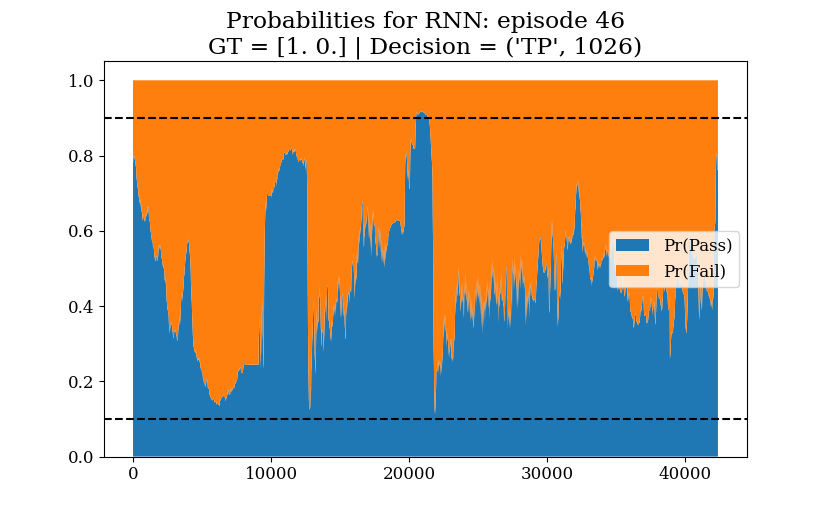 Probabilities for RNN: episode 46
GT = [1. 0.] | Decision = ('TP', 1026)
1.0
0.8
0.6
0.4
0.2
0.0
Pr(Pass)
Pr(Fail)
0 10000 20000 30000 40000